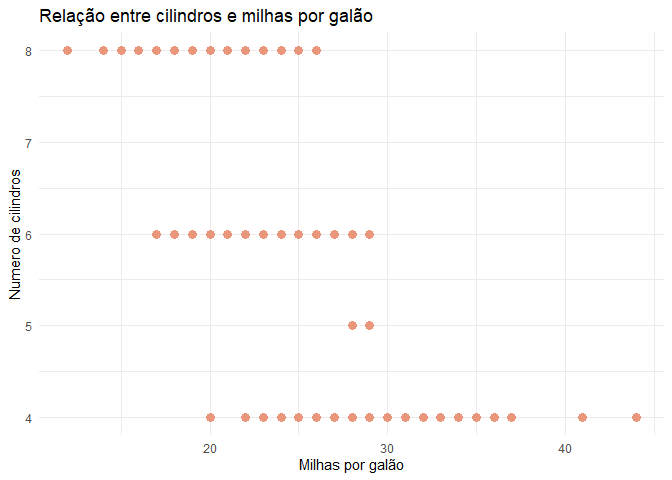 Relação entre cilindros e milhas por galão
8
7
6
5
4
Numero de cilindros
20 30 40
Milhas por galão